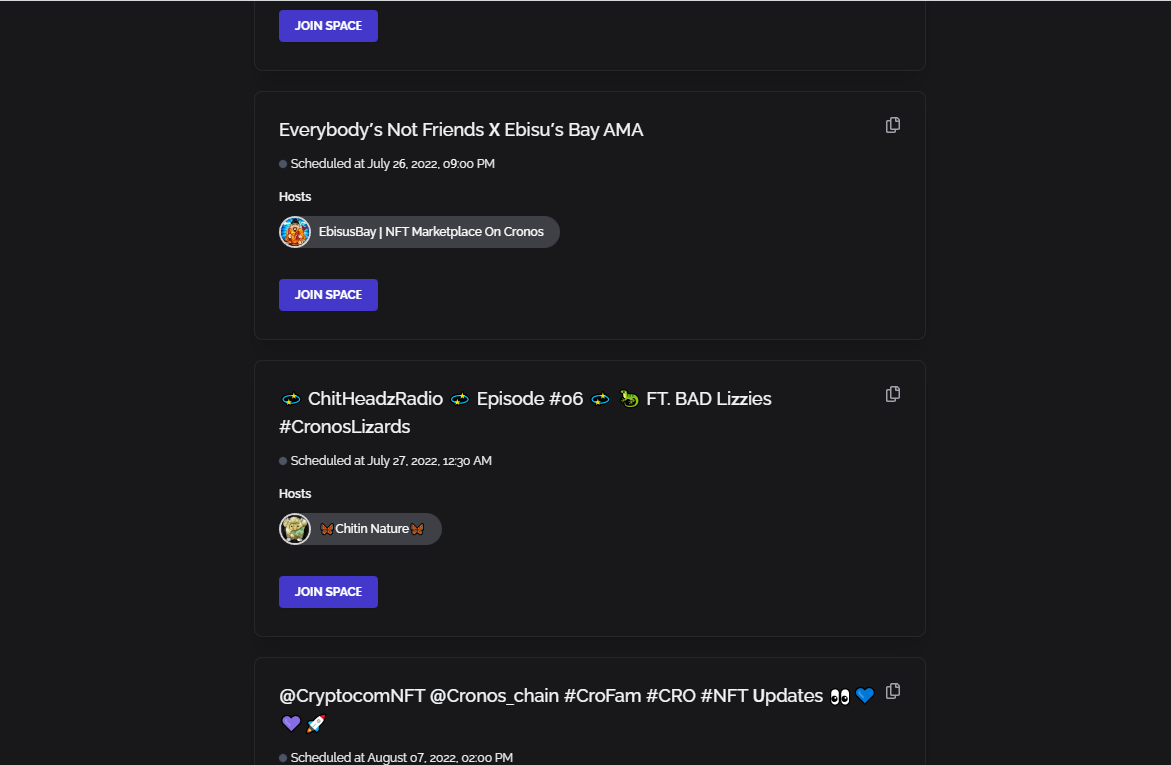 JOIN SPACE
Everybody's Not Friends X Ebisu's Bay AMA
Scheduled at July 26, 2022, 09:00 PM
Hosts
EbisusBay | NFT Marketplace On Cronos
JOIN SPACE
💫 ChitHeadzRadio 💫 Episode #06 💫 🦎 FT. BAD Lizzies
#CronosLizards
Scheduled at July 27, 2022, 12:30 AM
Hosts
🦋Chitin Nature🦋
JOIN SPACE
@CryptocomNFT @Cronos_chain #CroFam #CRO #NFT Updates 👀 💙
💜 🚀
Scheduled at August 07, 2022, 02:00 PM